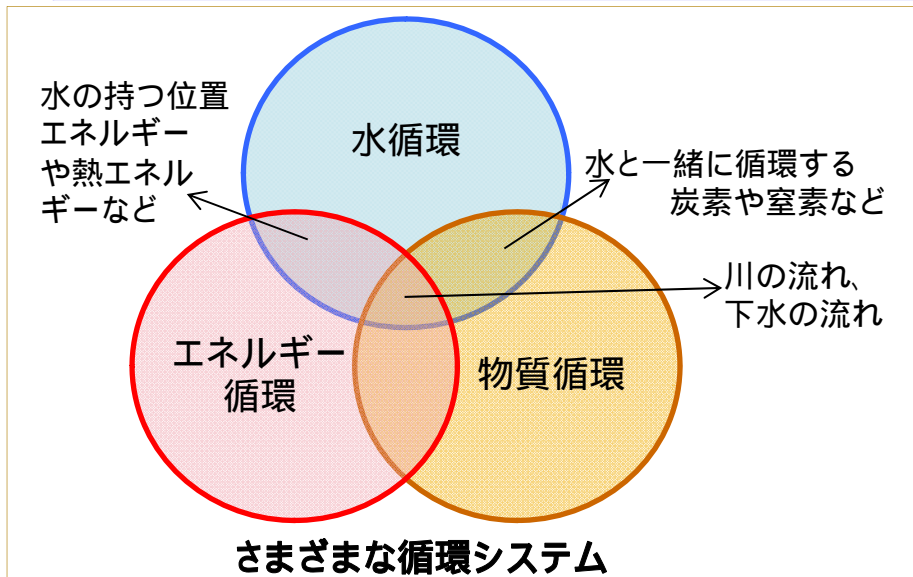 水の持つ位置
エネルギー
や熱エネル
ギーなど
水循環
水と一緒に循環する
炭素や窒素など
川の流れ、
下水の流れ
エネルギー
循環
物質循環
さまざまな循環システム